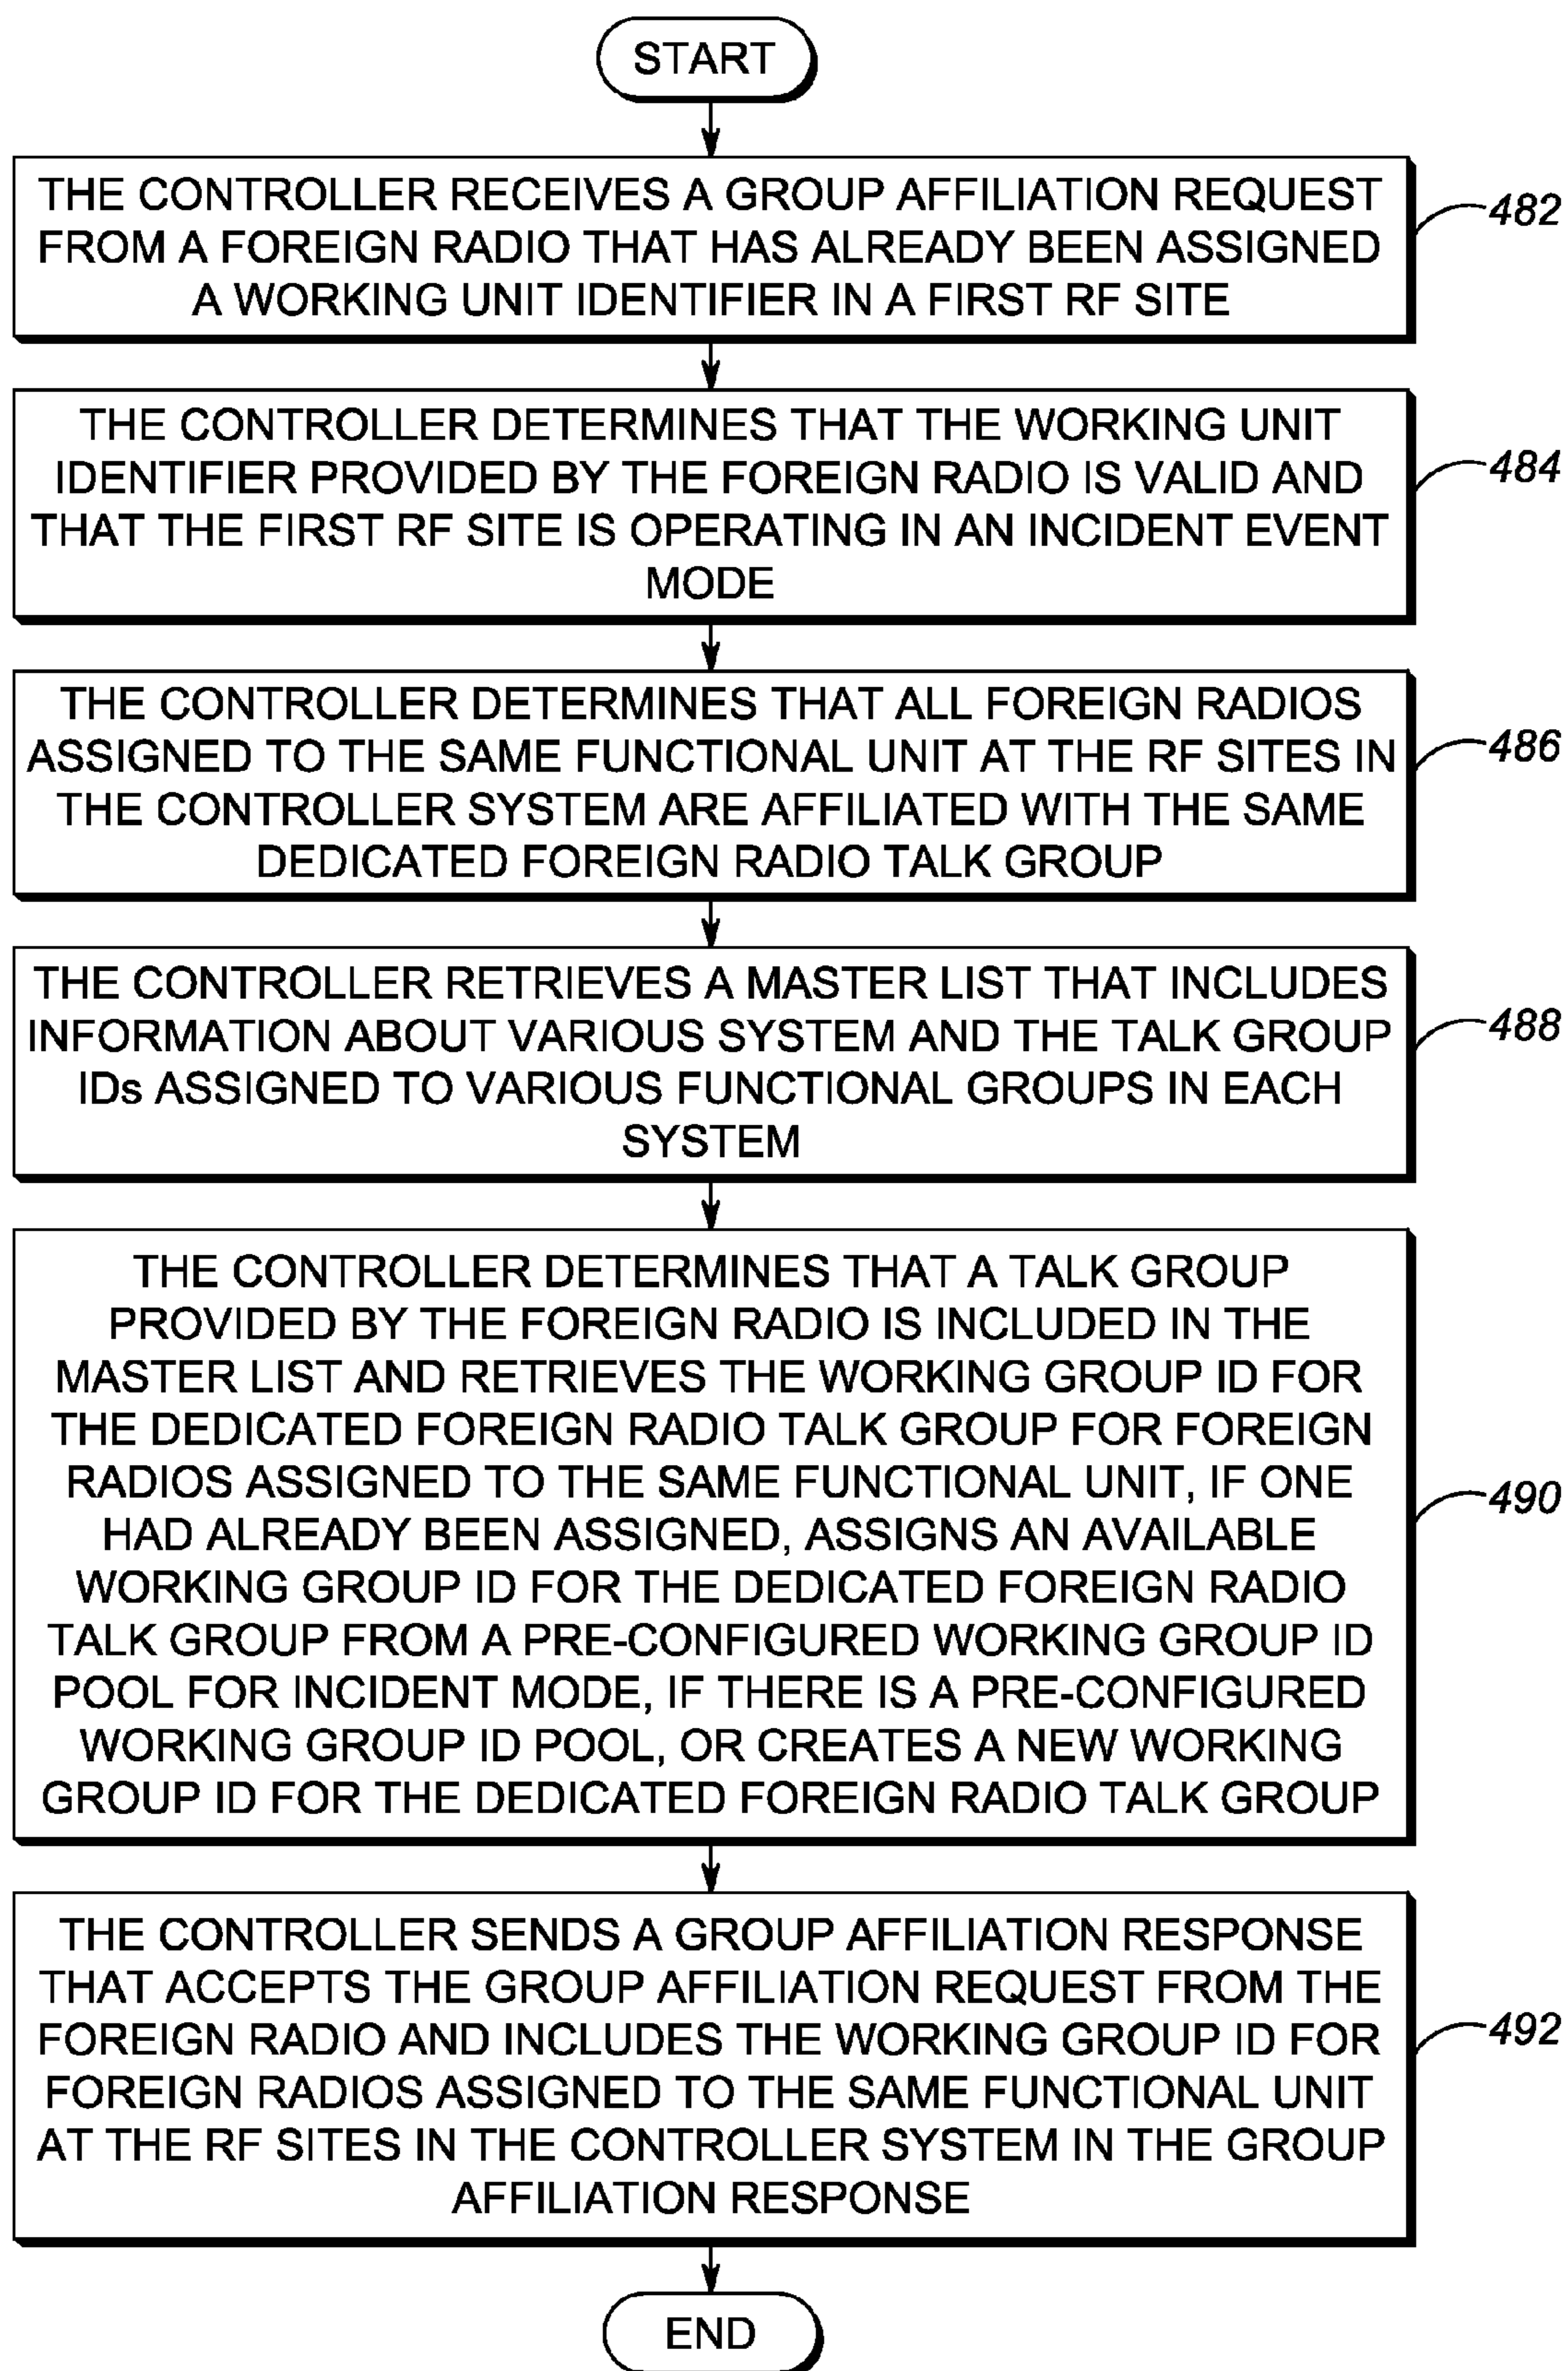 START
THE CONTROLLER RECEIVES A GROUP AFFILIATION REQUEST
FROM A FOREIGN RADIO THAT HAS ALREADY BEEN ASSIGNED
A WORKING UNIT IDENTIFIER IN A FIRST RF SITE
482
THE CONTROLLER DETERMINES THAT THE WORKING UNIT
IDENTIFIER PROVIDED BY THE FOREIGN RADIO IS VALID AND
THAT THE FIRST RF SITE IS OPERATING IN AN INCIDENT EVENT
MODE
484
THE CONTROLLER DETERMINES THAT ALL FOREIGN RADIOS
ASSIGNED TO THE SAME FUNCTIONAL UNIT AT THE RF SITES IN
THE CONTROLLER SYSTEM ARE AFFILIATED WITH THE SAME
DEDICATED FOREIGN RADIO TALK GROUP
486
THE CONTROLLER RETRIEVES A MASTER LIST THAT INCLUDES
INFORMATION ABOUT VARIOUS SYSTEM AND THE TALK GROUP
IDs ASSIGNED TO VARIOUS FUNCTIONAL GROUPS IN EACH
SYSTEM
488
THE CONTROLLER DETERMINES THAT A TALK GROUP
PROVIDED BY THE FOREIGN RADIO IS INCLUDED IN THE
MASTER LIST AND RETRIEVES THE WORKING GROUP ID FOR
THE DEDICATED FOREIGN RADIO TALK GROUP FOR FOREIGN
RADIOS ASSIGNED TO THE SAME FUNCTIONAL UNIT, IF ONE
HAD ALREADY BEEN ASSIGNED, ASSIGNS AN AVAILABLE
WORKING GROUP ID FOR THE DEDICATED FOREIGN RADIO
TALK GROUP FROM A PRE-CONFIGURED WORKING GROUP ID
POOL FOR INCIDENT MODE, IF THERE IS A PRE-CONFIGURED
WORKING GROUP ID POOL, OR CREATES A NEW WORKING
GROUP ID FOR THE DEDICATED FOREIGN RADIO TALK GROUP
490
THE CONTROLLER SENDS A GROUP AFFILIATION RESPONSE
THAT ACCEPTS THE GROUP AFFILIATION REQUEST FROM THE
FOREIGN RADIO AND INCLUDES THE WORKING GROUP ID FOR
FOREIGN RADIOS ASSIGNED TO THE SAME FUNCTIONAL UNIT
AT THE RF SITES IN THE CONTROLLER SYSTEM IN THE GROUP
AFFILIATION RESPONSE
492
END